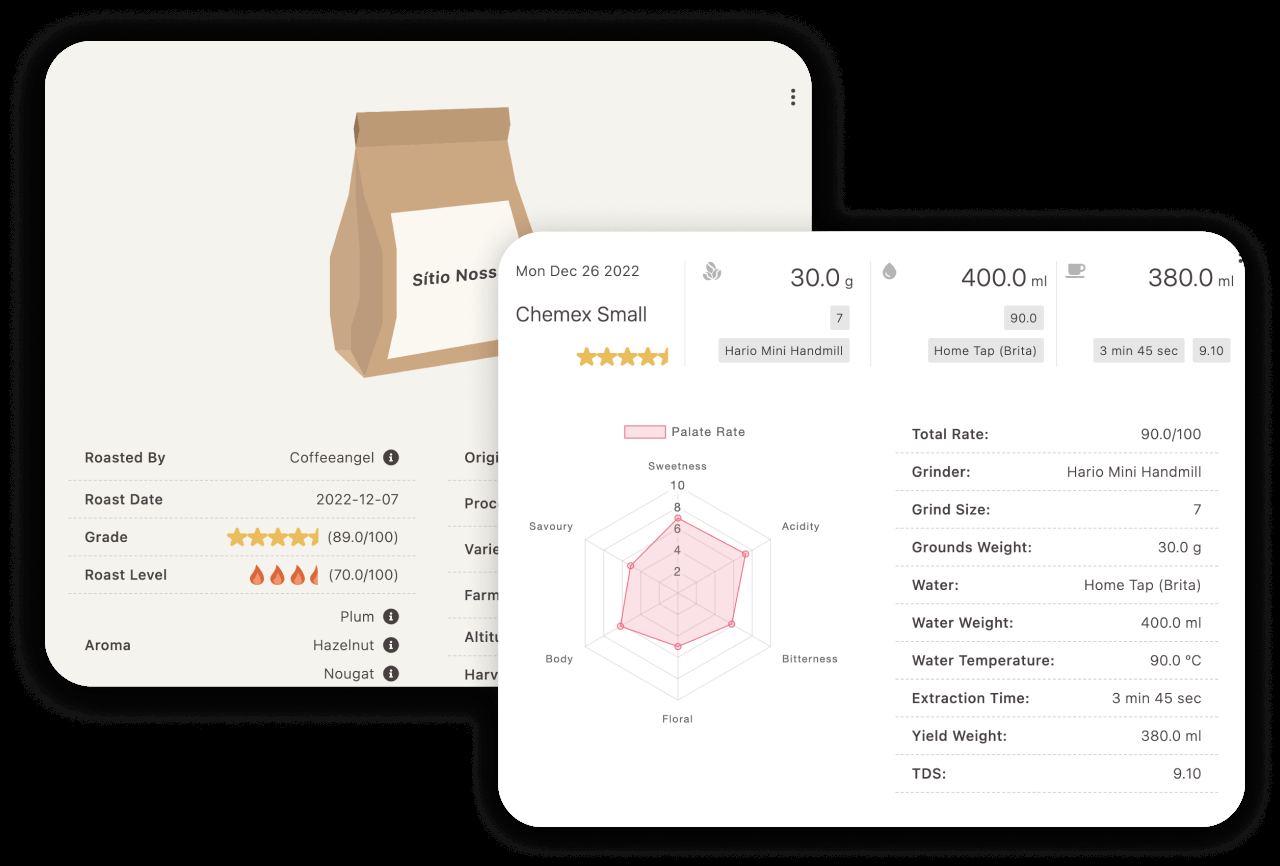 Sítio Noss
Roasted By Coffeeangel
Roast Date 2022-12-07
Grade (89.0/100)
Roast Level (70.0/100)
Aroma
Plum
Hazelnut
Nougat
Origi
Proc
Varie
Farm
Altitu
Harv
Mon Dec 26 2022
Chemex Small
30.0 g
7
Hario Mini Handmill
400.0 ml
90.0
Home Tap (Brita)
380.0 ml
3 min 45 sec 9.10
Palate Rate
Sweetness
10
8
6
4
2
Savoury
Acidity
Body
Bitterness
Floral
Total Rate: 90.0/100
Grinder: Hario Mini Handmill
Grind Size: 7
Grounds Weight: 30.0 g
Water: Home Tap (Brita)
Water Weight: 400.0 ml
Water Temperature: 90.0 °C
Extraction Time: 3 min 45 sec
Yield Weight: 380.0 ml
TDS: 9.10